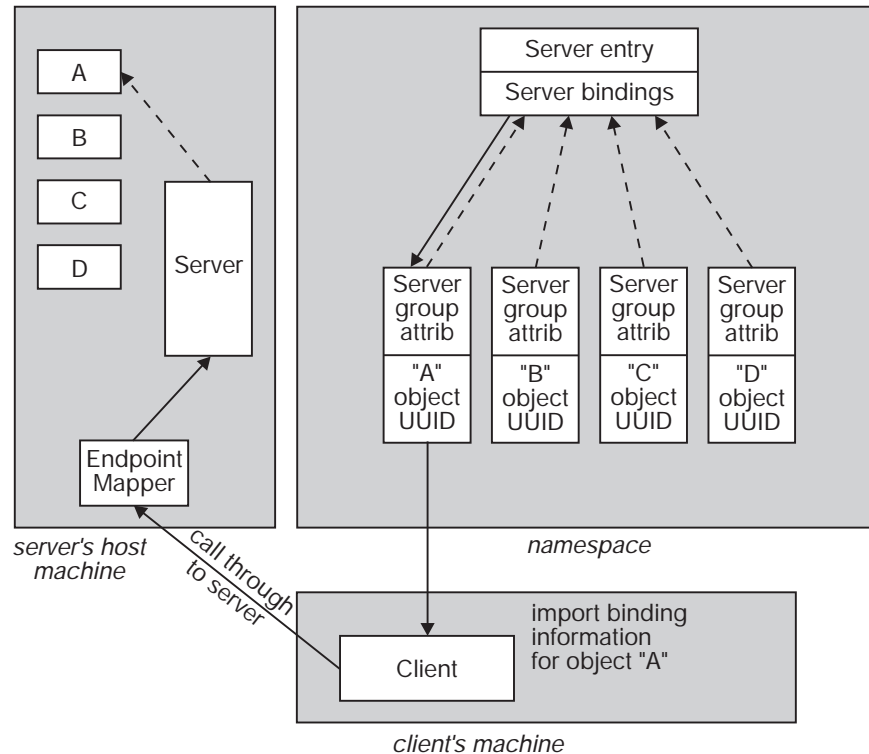 A
B
C
D
Server
Endpoint
Mapper
server's host
machine
Server entry
Server bindings
Server
group
attrib
"A"
object
UUID
Server
group
attrib
"B"
object
UUID
Server
group
attrib
"C"
object
UUID
Server
group
attrib
"D"
object
UUID
namespace
call through
to server
Client
import binding
information
for object "A"
client's machine